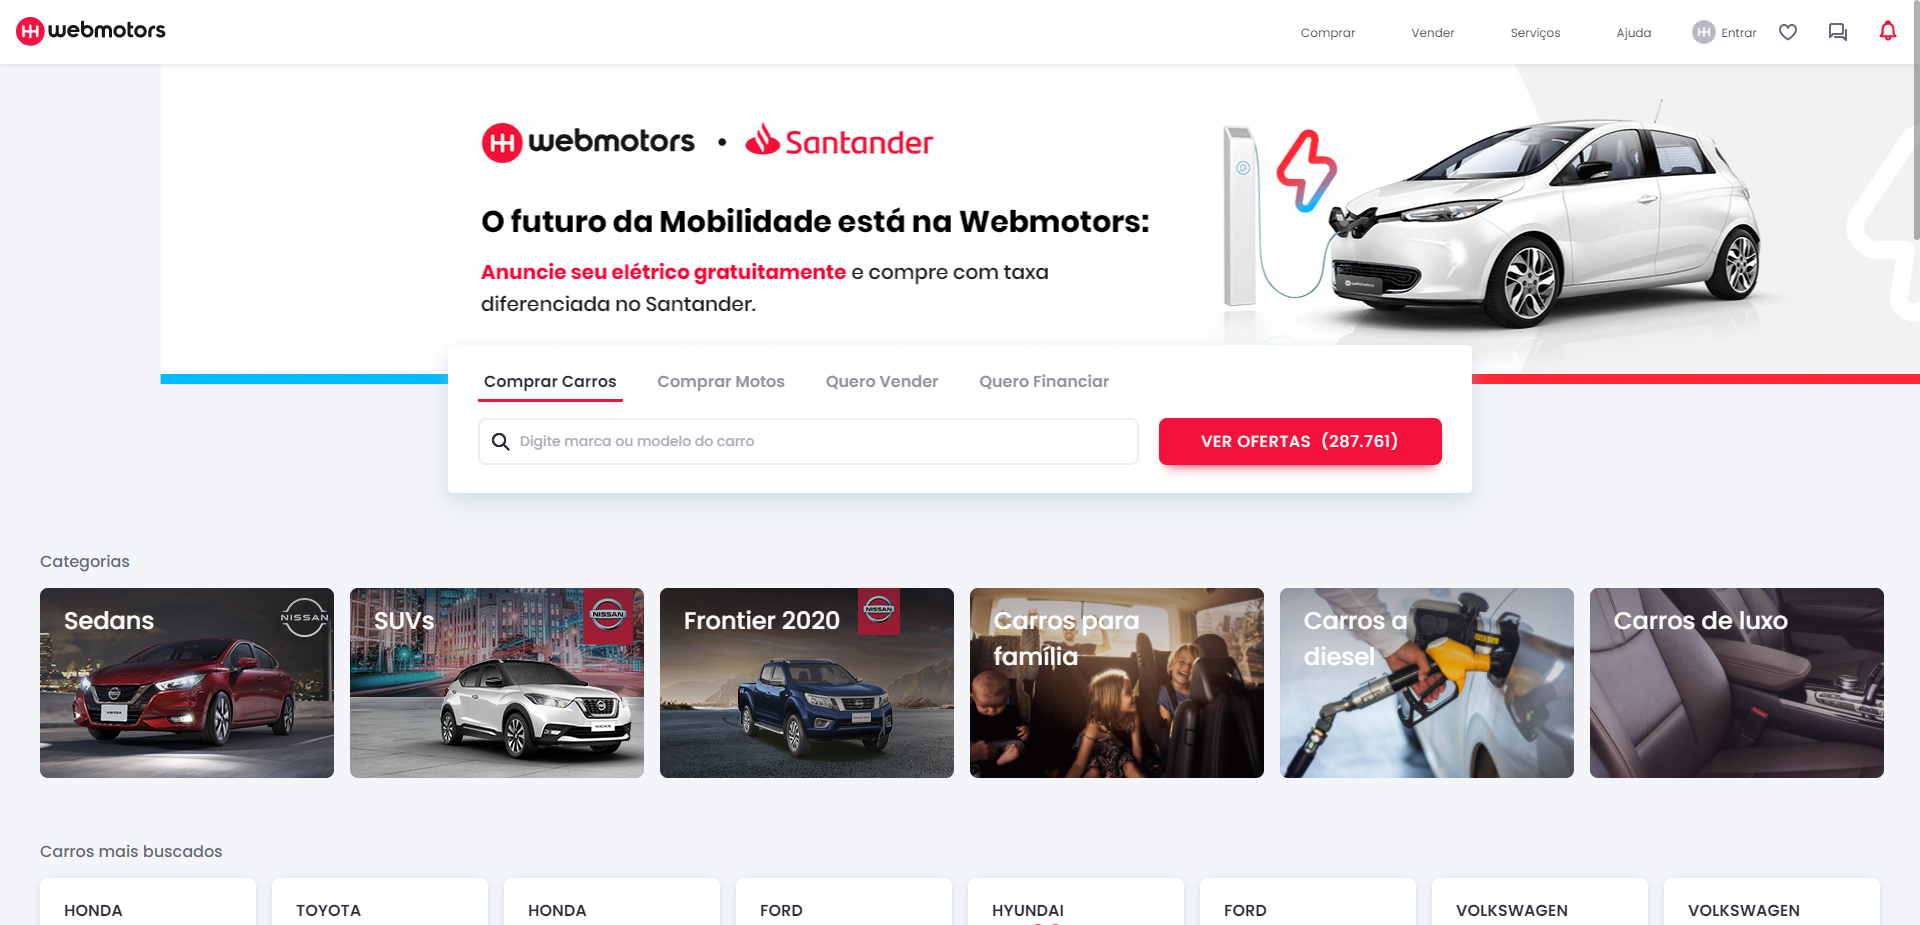 webmotors
Comprar
Vender
Serviços
Ajuda
Entrar
webmotors • Santander
O futuro da Mobilidade está na Webmotors:
Anuncie seu elétrico gratuitamente e compre com taxa
diferenciada no Santander.
Comprar Carros
Comprar Motos
Quero Vender
Quero Financiar
Digite marca ou modelo do carro
VER OFERTAS (287.761)
Categorias
Sedans
NISSAN
SUVs
NISSAN
Frontier 2020
NISSAN
Carros para
família
Carros a
diesel
Carros de luxo
VERSA
KICKS
Carros mais buscados
HONDA
TOYOTA
HONDA
FORD
HYUNDAI
FORD
VOLKSWAGEN
VOLKSWAGEN